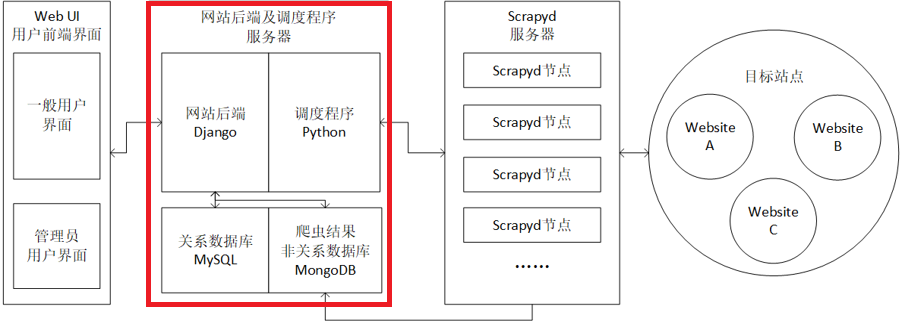 Web UI
用户前端界面
一般用户
界面
管理员
用户界面
网站后端及调度程序
服务器
网站后端
Django
调度程序
Python
关系数据库
MySQL
爬虫结果
非关系数据库
MongoDB
Scrapyd
服务器
Scrapyd节点
Scrapyd节点
Scrapyd节点
Scrapyd节点
……
目标站点
Website
A
Website
B
Website
C